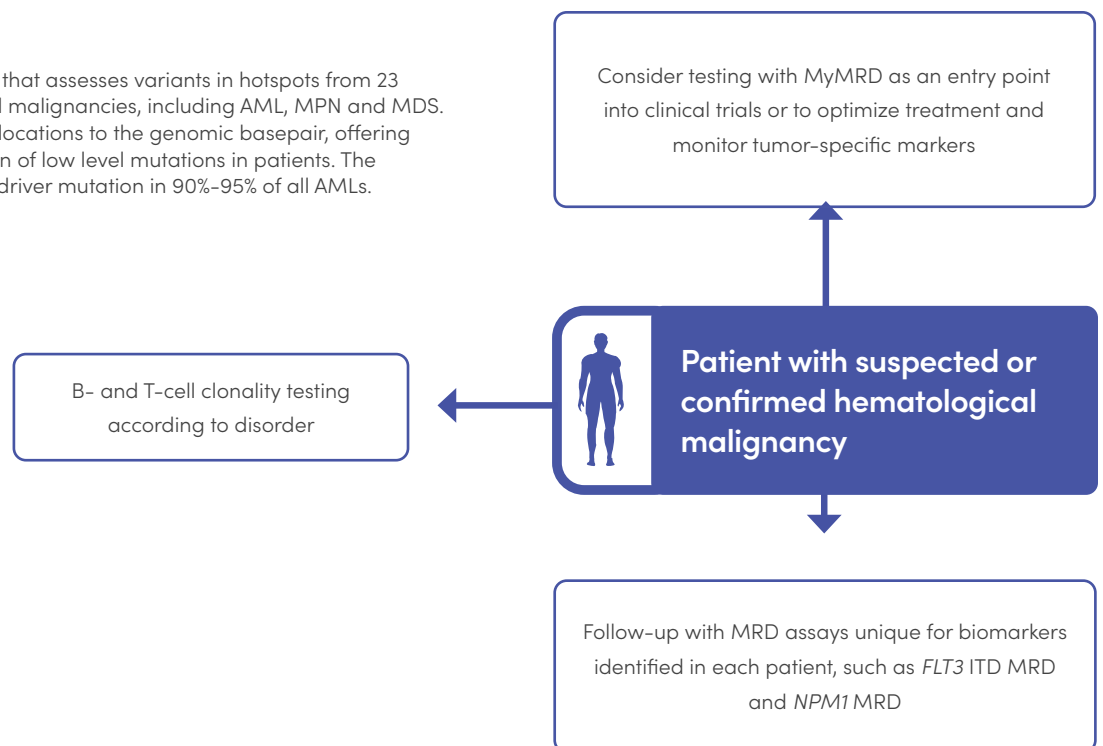 that assesses variants in hotspots from 23
malignancies, including AML, MPN and MDS.
locations to the genomic basepair, offering
of low level mutations in patients. The
driver mutation in 90%-95% of all AMLs.
Consider testing with MyMRD as an entry point
into clinical trials or to optimize treatment and
monitor tumor-specific markers
B- and T-cell clonality testing
according to disorder
Patient with suspected or
confirmed hematological
malignancy
Follow-up with MRD assays unique for biomarkers
identified in each patient, such as FLT3 ITD MRD
and NPM1 MRD